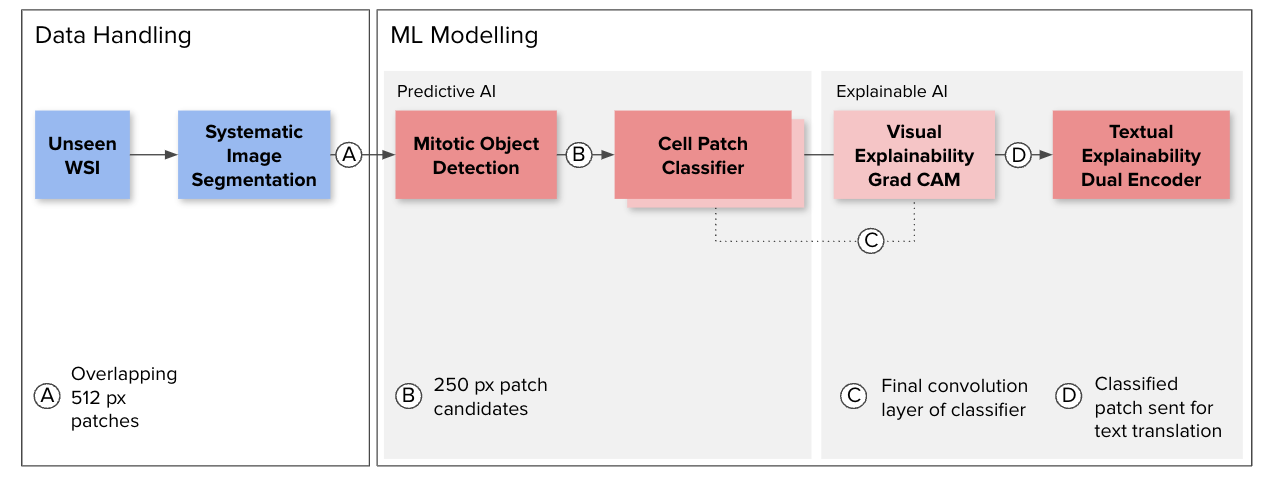 Data Handling
ML Modelling
Predictive AI
Explainable AI
Unseen
WSI
Systematic
Image
Segmentation
A
Mitotic Object
Detection
B
Cell Patch
Classifier
Visual
Explainability
Grad CAM
D
Textual
Explainability
Dual Encoder
C
A
Overlapping
512 px
patches
B
250 px patch
candidates
C
Final convolution
layer of classifier
D
Classified
patch sent for
text translation